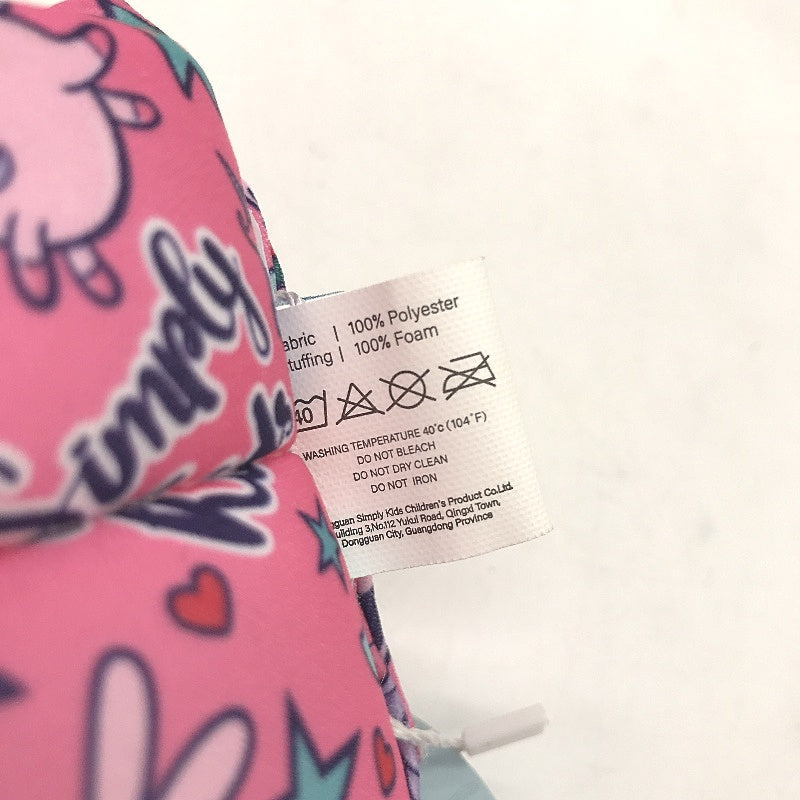 abric | 100% Polyester
tuffing | 100% Foam
40
WASHING TEMPERATURE 40°c (104°F)
DO NOT BLEACH
DO NOT DRY CLEAN
DO NOT IRON
guan Simply Kids Children's Product Co.Ltd.
uilding 3,No.112 Yukui Road, Qingxi Town,
Dongguan City, Guangdong Province
imply